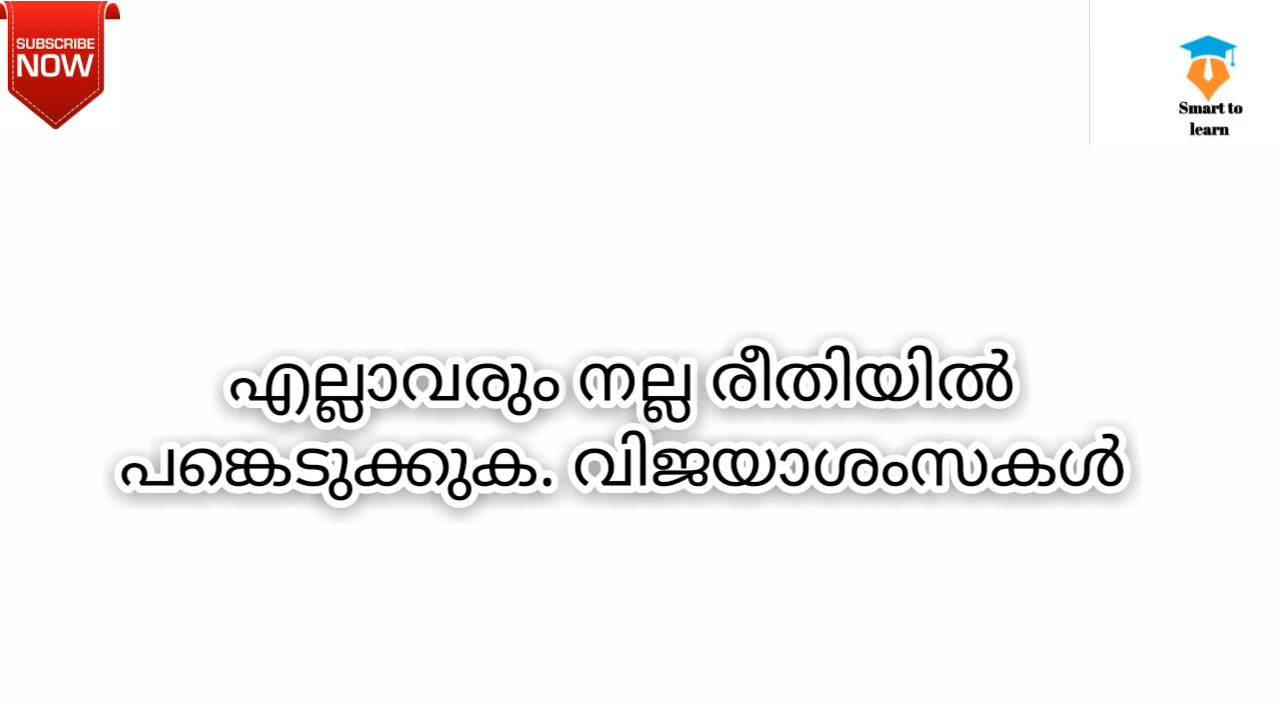 SUBSCRIBE
NOW
Smart to
learn
എല്ലാവരും നല്ല രീതിയിൽ
പങ്കെടുക്കുക. വിജയാശംസകൾ